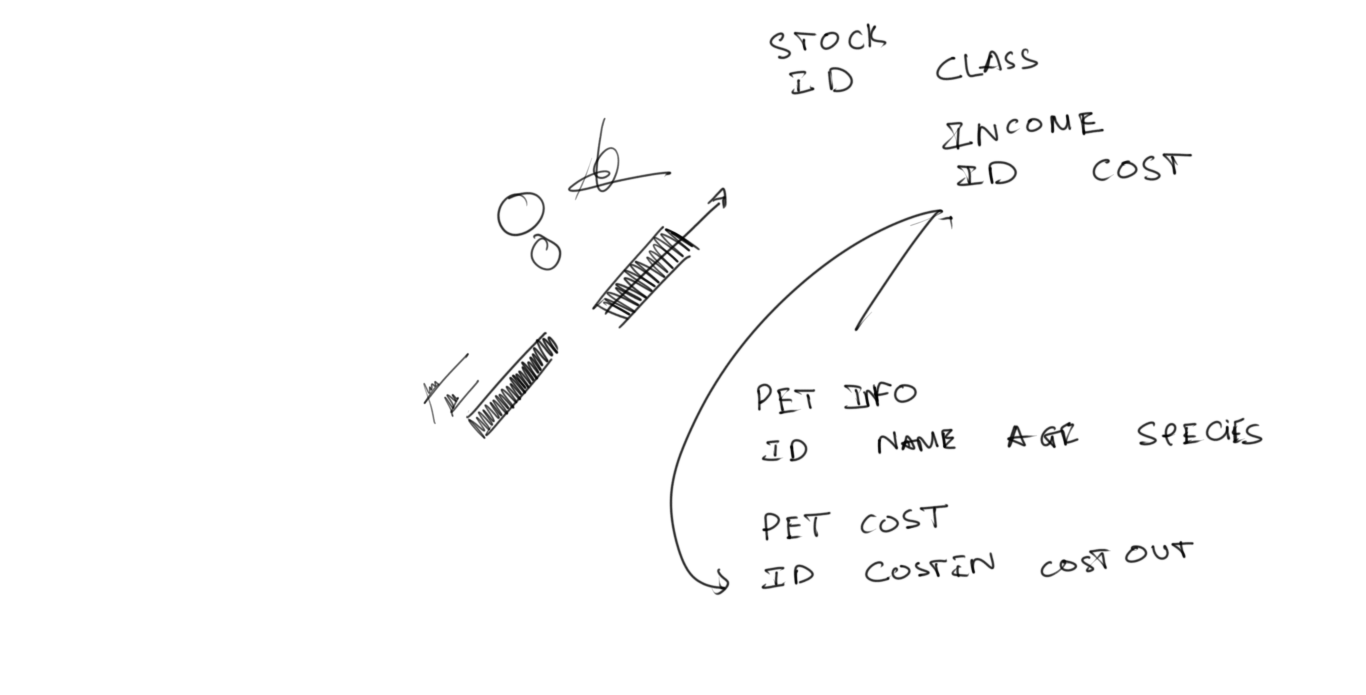 STOCK
ID CLASS
INCOME
ID COST
PET INFO
ID NAME AGE SPECIES
PET COST
ID COSTIN COST OUT